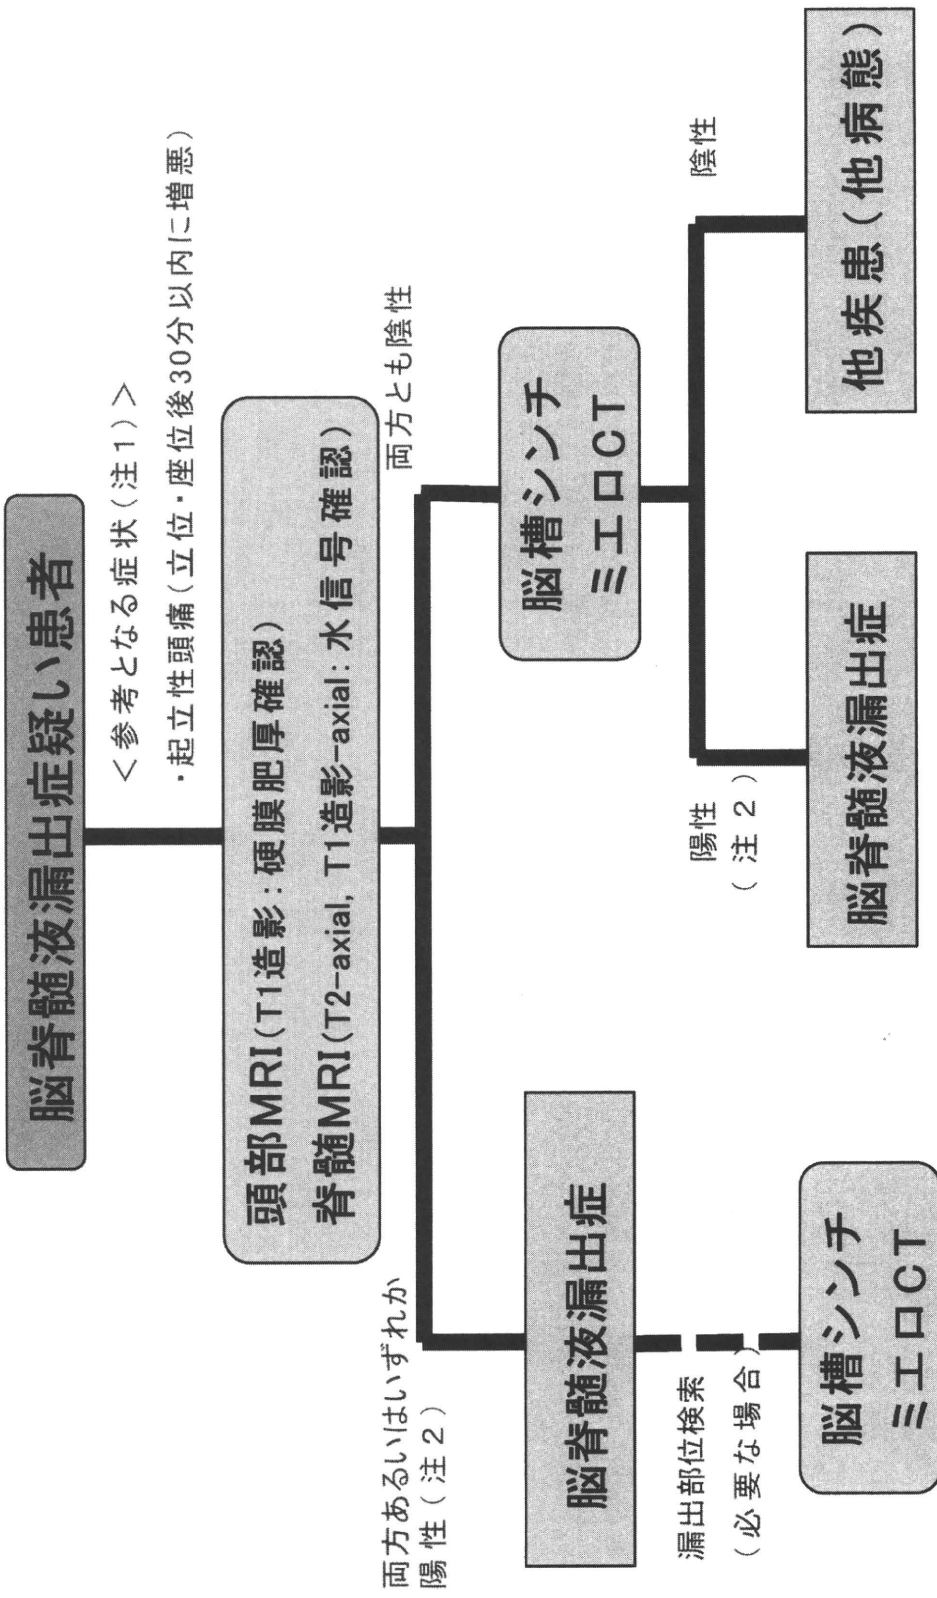 脳脊髄液漏出症疑い患者
＜参考となる症状（注１）＞
・起立性頭痛（立位・座位後30分以内に増悪）
頭部MRI（T1造影：硬膜肥厚確認）
脊髄MRI（T2-axial, T1造影-axial：水信号確認）
両方あるいはいずれか
陽性（注２）
両方とも陰性
脳脊髄液漏出症
漏出部位検索
（必要な場合）
脳槽シンチ
ミエロCT
脳槽シンチ
ミエロCT
陽性
（注２）
陰性
脳脊髄液漏出症
他疾患（他病態）